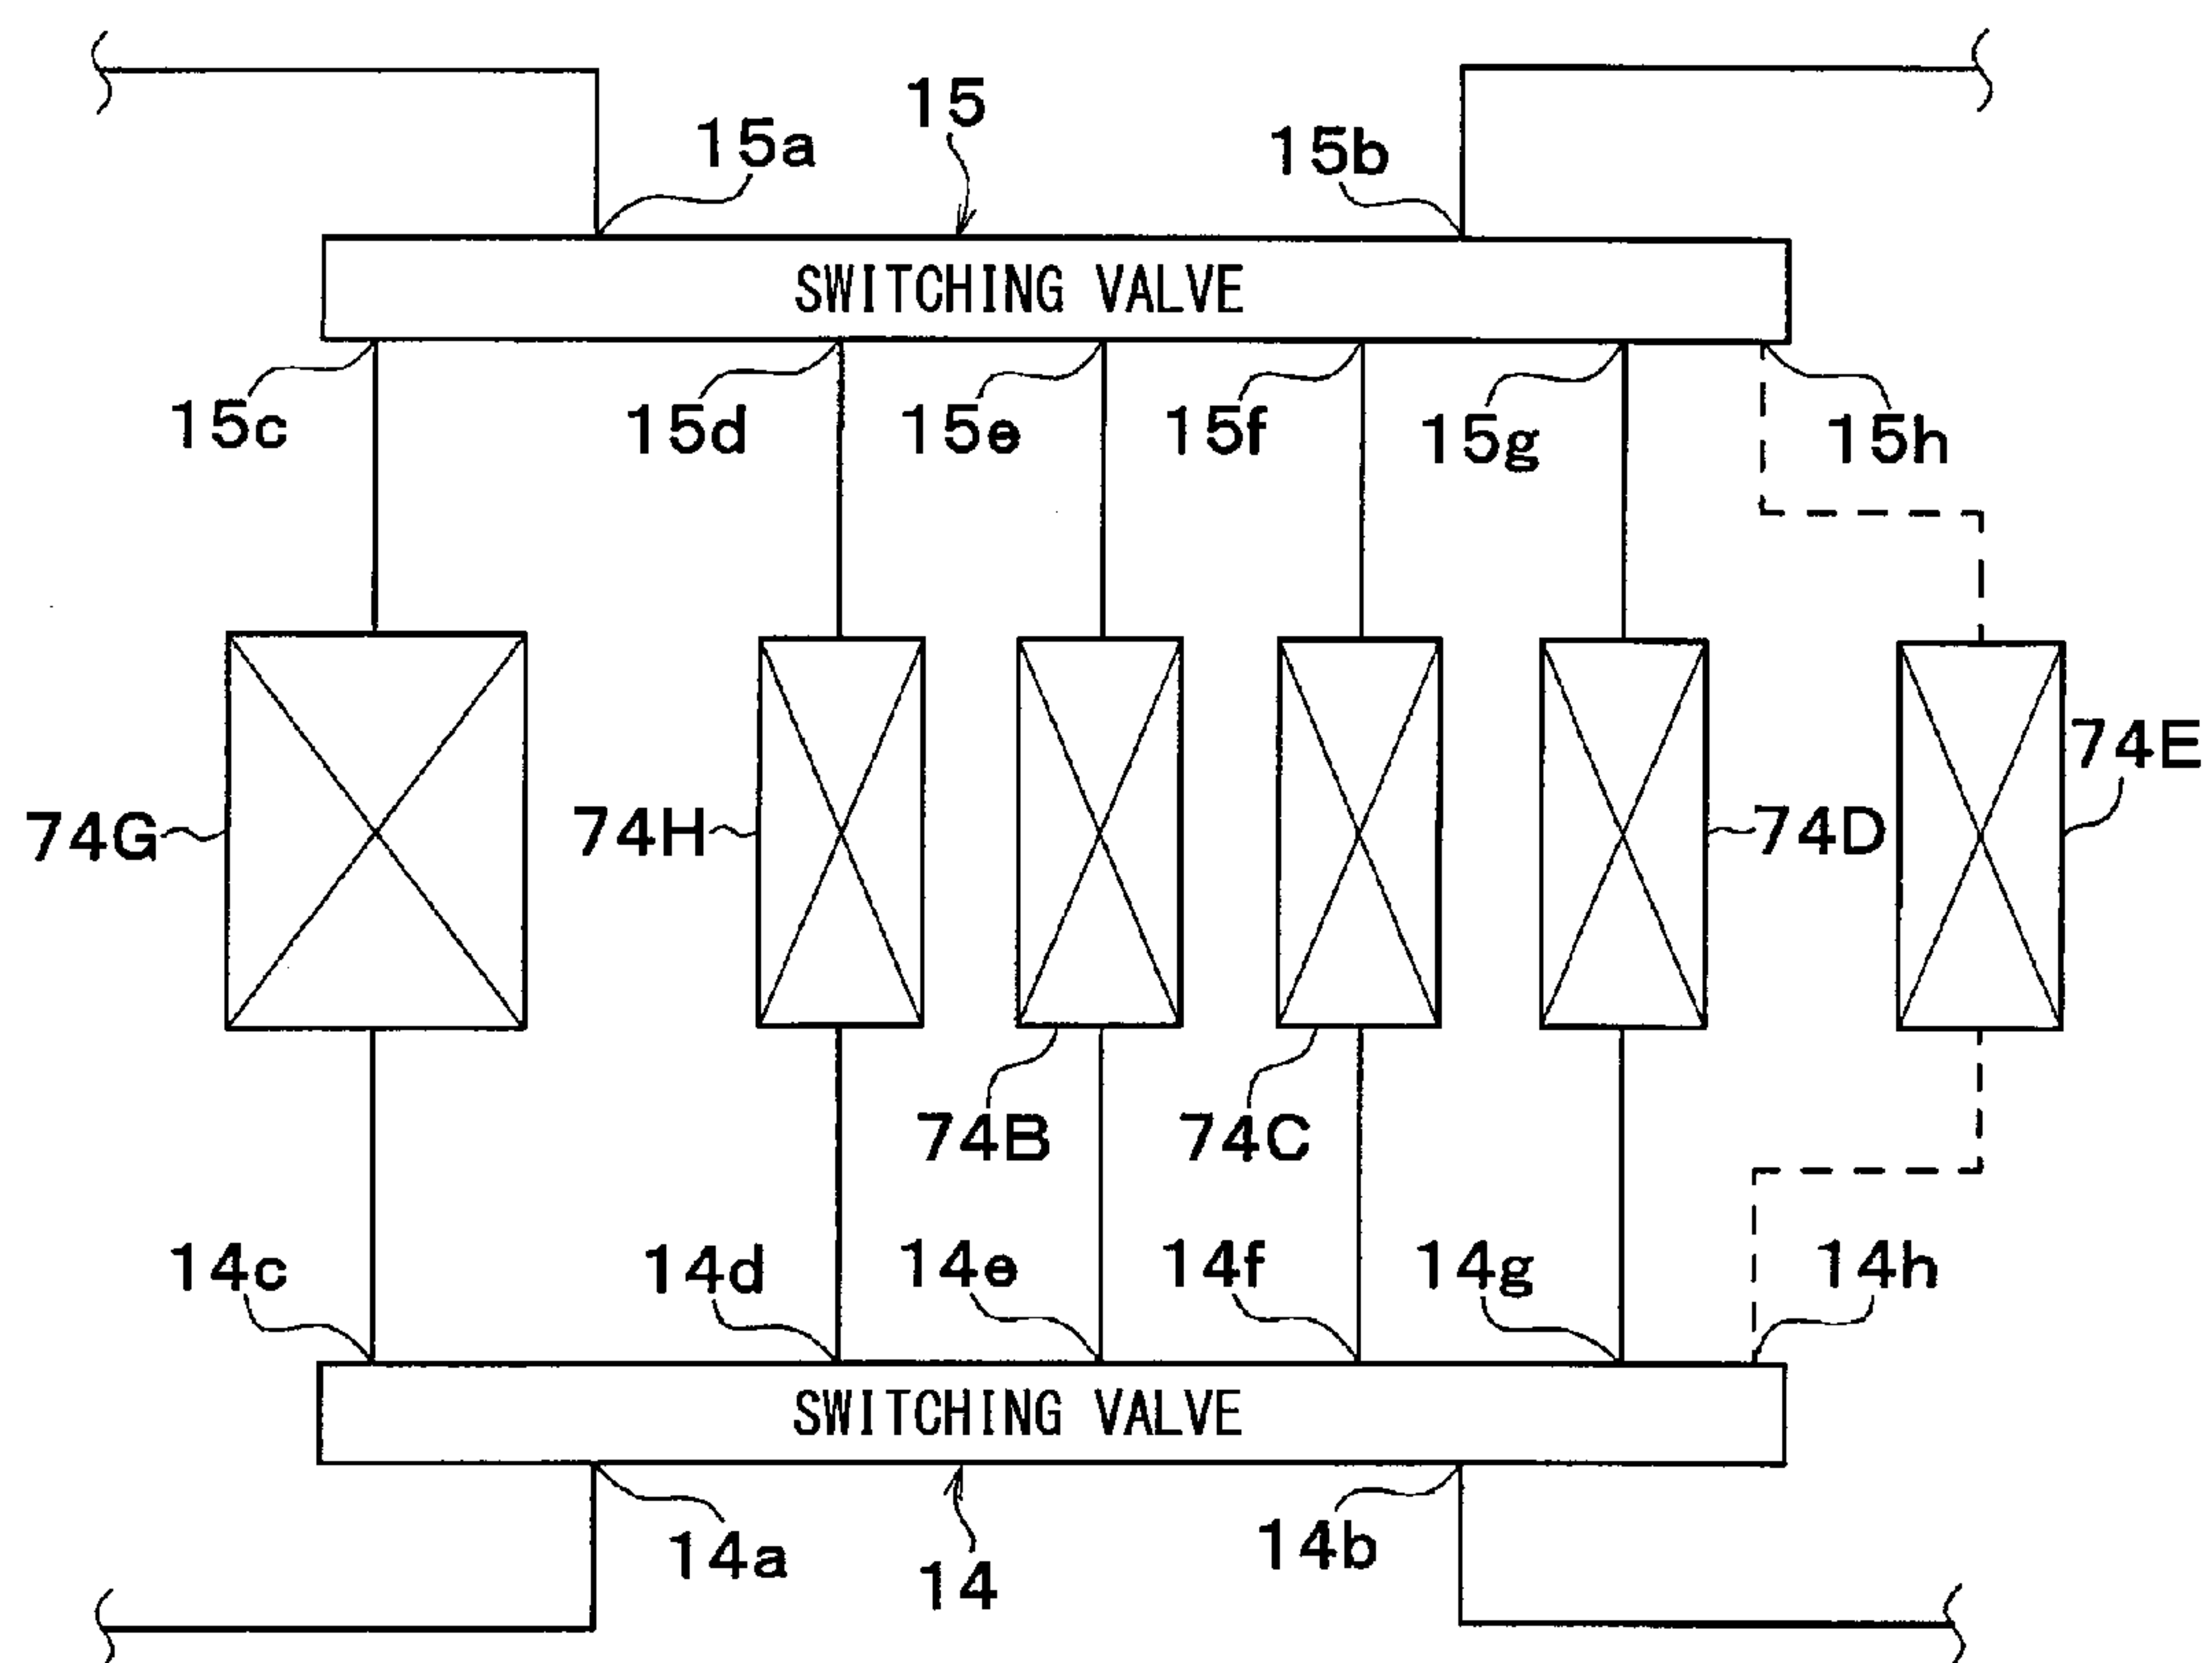 15
15a
15b
SWITCHING VALVE
15c
15d
15e
15f
15g
15h
74G
74H
74D
74E
74B
74C
14c
14d
14e
14f
14g
14h
SWITCHING VALVE
14a
14
14b